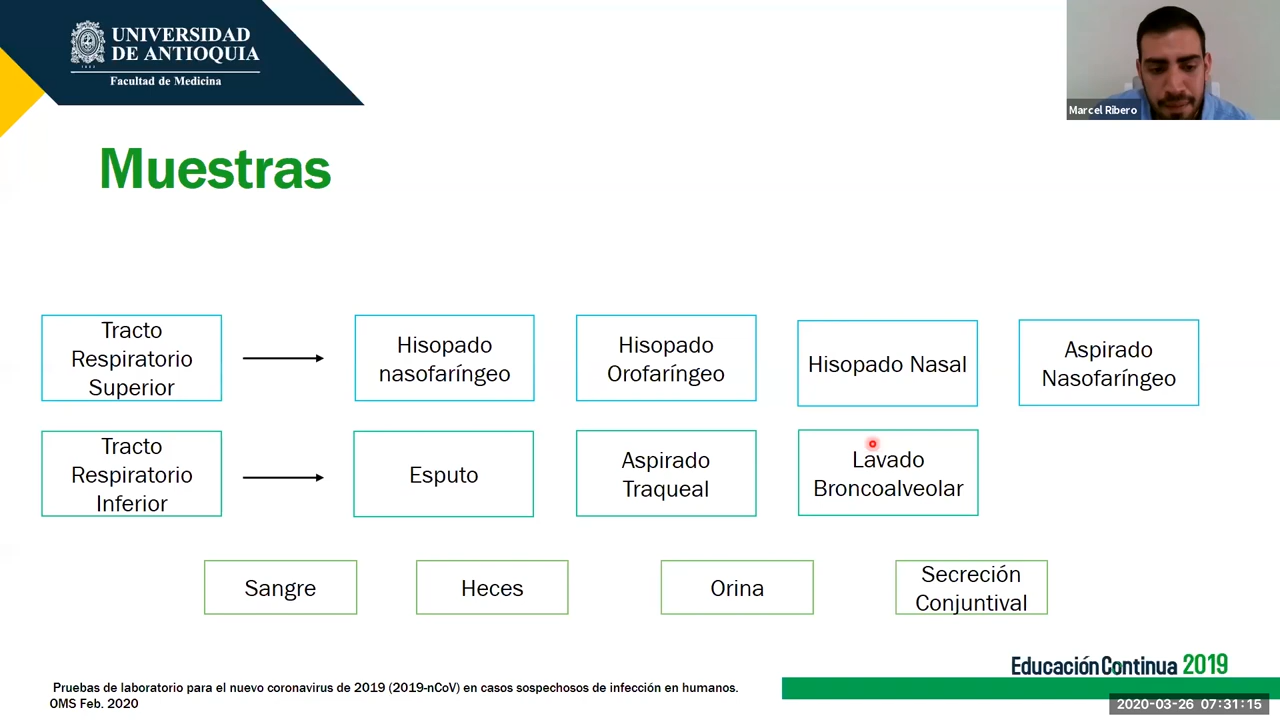 UNIVERSIDAD
DE ANTIOQUIA
1803
Facultad de Medicina
Marcel Ribero
Muestras
Tracto
Respiratorio
Superior
Hisopado
nasofaríngeo
Hisopado
Orofaríngeo
Hisopado Nasal
Aspirado
Nasofaríngeo
Tracto
Respiratorio
Inferior
Esputo
Aspirado
Traqueal
Lavado
Broncoalveolar
Sangre
Heces
Orina
Secreción
Conjuntival
Educación Continua 2019
Pruebas de laboratorio para el nuevo coronavirus de 2019 (2019-nCoV) en casos sospechosos de infección en humanos.
OMS Feb. 2020
2020-03-26 07:31:15